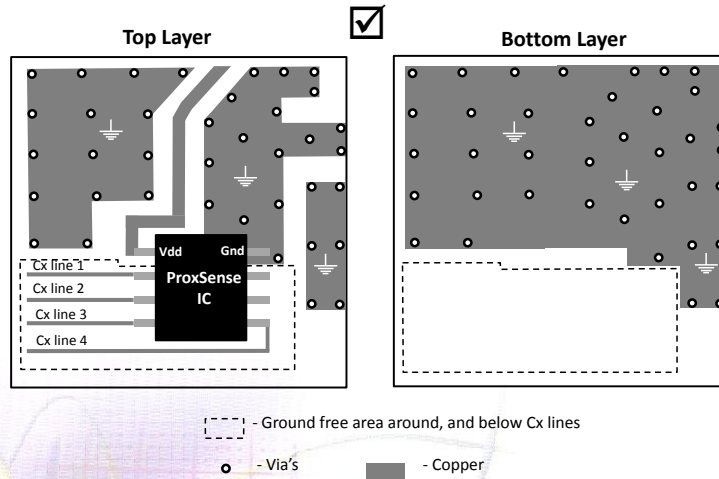 Top Layer
Bottom Layer
Vdd Gnd
ProxSense
IC
Cx line 1
Cx line 2
Cx line 3
Cx line 4
- Ground free area around, and below Cx lines
- Via's
- Copper